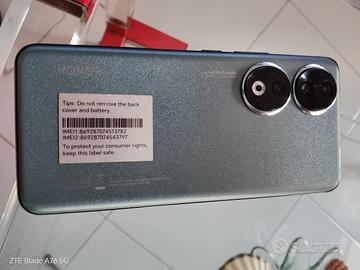 HONOR
Tips: Do not remove the back
cover and battery.
IMEI1:869287074513782
IMEI2:869287074543797
To protect your consumer rights,
keep this label safe.
ZTE Blade A76 5G
subito